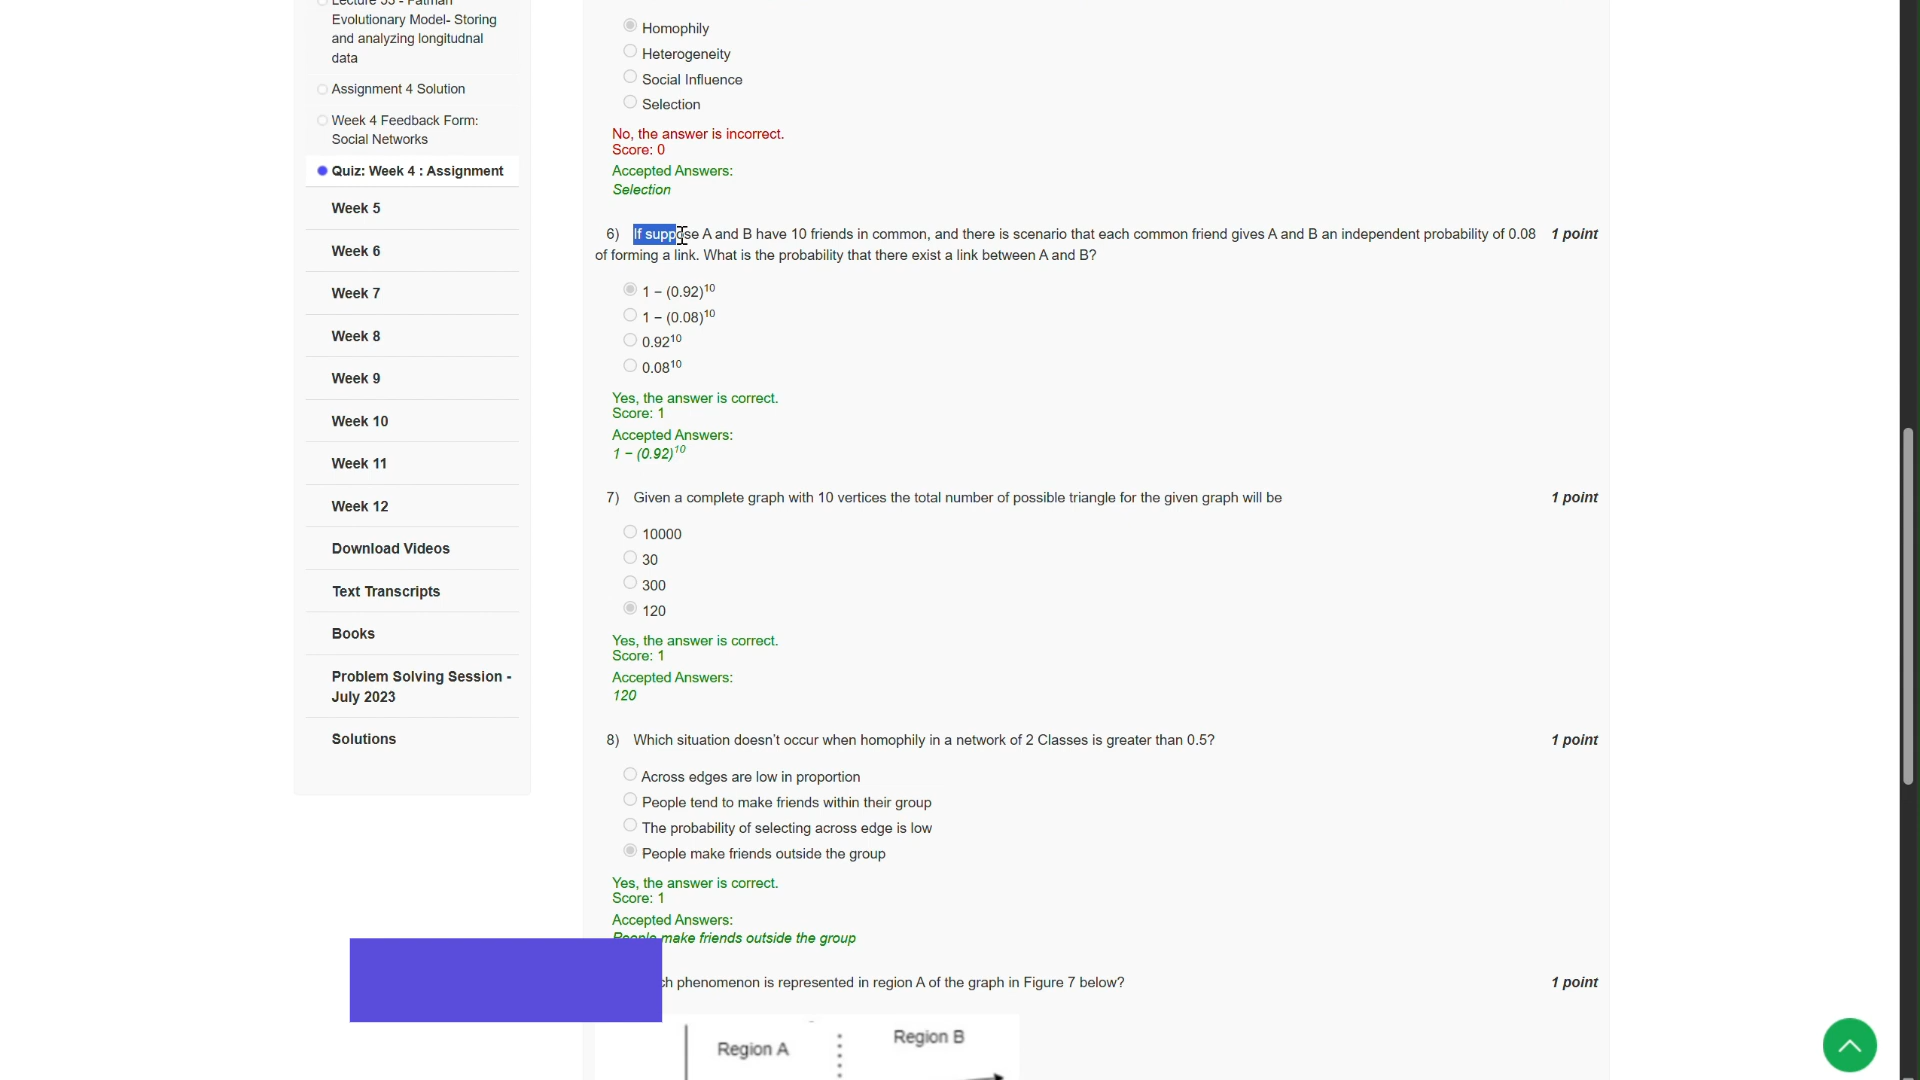 Evolutionary Model- Storing
and analyzing longitudnal
data
Assignment 4 Solution
Week 4 Feedback Form:
Social Networks
Quiz: Week 4 : Assignment
Week 5
Week 6
Week 7
Week 8
Week 9
Week 10
Week 11
Week 12
Download Videos
Text Transcripts
Books
Problem Solving Session -
July 2023
Solutions
Homophily
Heterogeneity
Social Influence
Selection
No, the answer is incorrect.
Score: 0
Accepted Answers:
Selection
6) If suppose A and B have 10 friends in common, and there is scenario that each common friend gives A and B an independent probability of 0.08 1 point
of forming a link. What is the probability that there exist a link between A and B?
1 − (0.92)¹⁰
1 − (0.08)¹⁰
0.92¹⁰
0.08¹⁰
Yes, the answer is correct.
Score: 1
Accepted Answers:
1 − (0.92)¹⁰
7) Given a complete graph with 10 vertices the total number of possible triangle for the given graph will be 1 point
10000
30
300
120
Yes, the answer is correct.
Score: 1
Accepted Answers:
120
8) Which situation doesn't occur when homophily in a network of 2 Classes is greater than 0.5? 1 point
Across edges are low in proportion
People tend to make friends within their group
The probability of selecting across edge is low
People make friends outside the group
Yes, the answer is correct.
Score: 1
Accepted Answers:
People make friends outside the group
phenomenon is represented in region A of the graph in Figure 7 below? 1 point
Region A
Region B